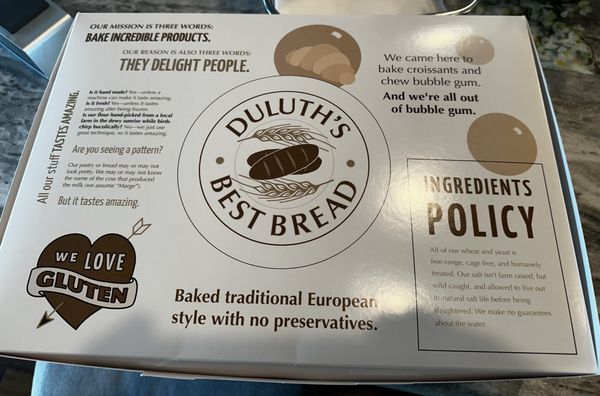 OUR MISSION IS THREE WORDS:
BAKE INCREDIBLE PRODUCTS.
OUR REASON IS ALSO THREE WORDS:
THEY DELIGHT PEOPLE.
All our stuff TASTES AMAZING.
Is it hand made? Yes—unless a
machine can make it taste amazing.
Is it fresh? Yes—unless it tastes
amazing after being frozen.
Is our flour hand-picked from a local
farm in the dewy sunrise while birds
chirp bucolically? No—we just use
great technique, so it tastes amazing.
Are you seeing a pattern?
Our pastry or bread may or may not
look pretty. We may or may not know
the name of the cow that produced
the milk (we assume "Marge").
But it tastes amazing.
WE LOVE
GLUTEN
DULUTH'S
BEST BREAD
Baked traditional European
style with no preservatives.
We came here to
bake croissants and
chew bubble gum.
And we're all out
of bubble gum.
INGREDIENTS
POLICY
All of our wheat and yeast is
free-range, cage free, and humanely
treated. Our salt isn't farm raised, but
wild caught, and allowed to live out
its natural salt life before being
slaughtered. We make no guarantees
about the water.